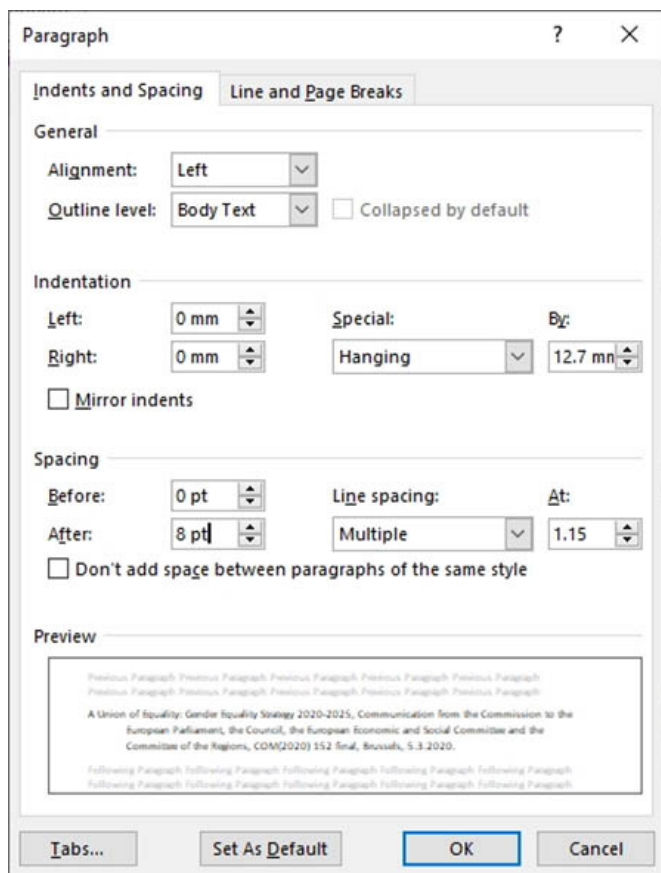 Paragraph ? ×
Indents and Spacing Line and Page Breaks
General
Alignment: Left
Outline level: Body Text Collapsed by default
Indentation
Left: 0 mm Special: By:
Right: 0 mm Hanging 12.7 mm
Mirror indents
Spacing
Before: 0 pt Line spacing: At:
After: 8 pt Multiple 1.15
Don't add space between paragraphs of the same style
Preview
Previous Paragraph Previous Paragraph Previous Paragraph Previous Paragraph Previous Paragraph
Previous Paragraph Previous Paragraph Previous Paragraph Previous Paragraph Previous Paragraph
A Union of Equality: Gender Equality Strategy 2020-2025, Communication from the Commission to the
European Parliament, the Council, the European Economic and Social Committee and the
Committee of the Regions, COM(2020) 152 final, Brussels, 5.3.2020.
Following Paragraph Following Paragraph Following Paragraph Following Paragraph Following Paragraph
Following Paragraph Following Paragraph Following Paragraph Following Paragraph Following Paragraph
Tabs... Set As Default OK Cancel